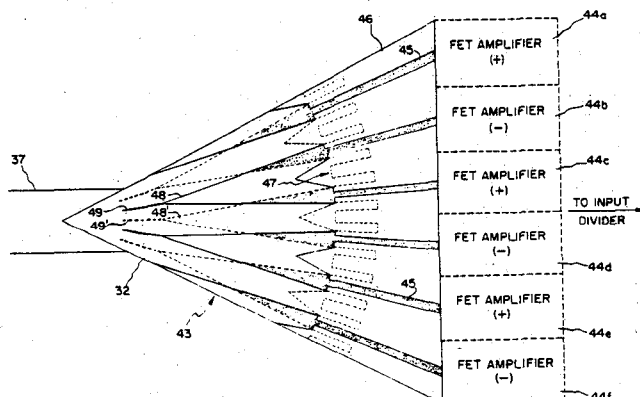 46
45
44a
FET AMPLIFIER
(+)
44b
FET AMPLIFIER
(-)
44c
47
FET AMPLIFIER
(+)
37
48
49
48
49'
TO INPUT
DIVIDER
FET AMPLIFIER
(-)
44d
32
43
45
FET AMPLIFIER
(+)
44e
FET AMPLIFIER
(-)
44f